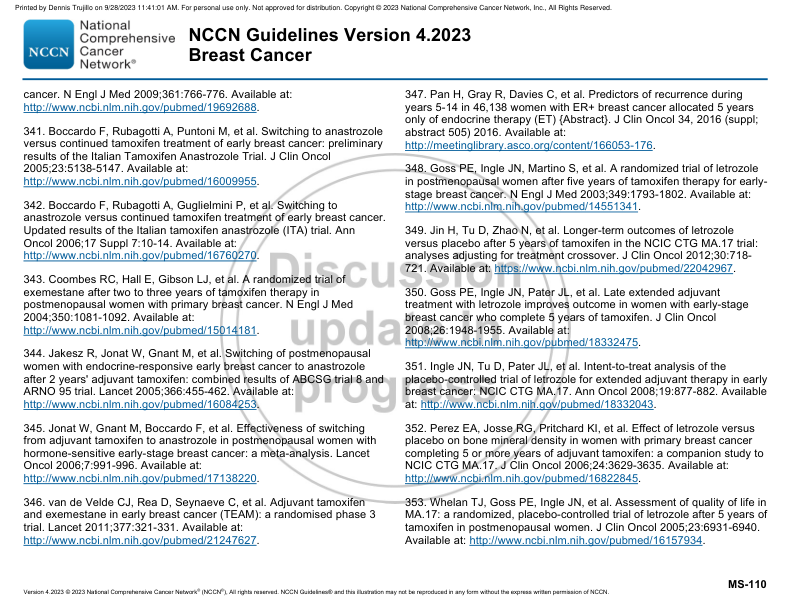 Printed by Dennis Trujillo on 9/28/2023 11:41:01 AM. For personal use only. Not approved for distribution. Copyright © 2023 National Comprehensive Cancer Network, Inc., All Rights Reserved.
NCCN
National
Comprehensive
Cancer
Network®
NCCN Guidelines Version 4.2023
Breast Cancer
cancer. N Engl J Med 2009;361:766-776. Available at:
http://www.ncbi.nlm.nih.gov/pubmed/19692688.
341. Boccardo F, Rubagotti A, Puntoni M, et al. Switching to anastrozole
versus continued tamoxifen treatment of early breast cancer: preliminary
results of the Italian Tamoxifen Anastrozole Trial. J Clin Oncol
2005;23:5138-5147. Available at:
http://www.ncbi.nlm.nih.gov/pubmed/16009955.
342. Boccardo F, Rubagotti A, Guglielmini P, et al. Switching to
anastrozole versus continued tamoxifen treatment of early breast cancer.
Updated results of the Italian tamoxifen anastrozole (ITA) trial. Ann
Oncol 2006;17 Suppl 7:10-14. Available at:
http://www.ncbi.nlm.nih.gov/pubmed/16760270.
343. Coombes RC, Hall E, Gibson LJ, et al. A randomized trial of
exemestane after two to three years of tamoxifen therapy in
postmenopausal women with primary breast cancer. N Engl J Med
2004;350:1081-1092. Available at:
http://www.ncbi.nlm.nih.gov/pubmed/15014181.
344. Jakesz R, Jonat W, Gnant M, et al. Switching of postmenopausal
women with endocrine-responsive early breast cancer to anastrozole
after 2 years' adjuvant tamoxifen: combined results of ABCSG trial 8 and
ARNO 95 trial. Lancet 2005;366:455-462. Available at:
http://www.ncbi.nlm.nih.gov/pubmed/16084253.
345. Jonat W, Gnant M, Boccardo F, et al. Effectiveness of switching
from adjuvant tamoxifen to anastrozole in postmenopausal women with
hormone-sensitive early-stage breast cancer: a meta-analysis. Lancet
Oncol 2006;7:991-996. Available at:
http://www.ncbi.nlm.nih.gov/pubmed/17138220.
346. van de Velde CJ, Rea D, Seynaeve C, et al. Adjuvant tamoxifen
and exemestane in early breast cancer (TEAM): a randomised phase 3
trial. Lancet 2011;377:321-331. Available at:
http://www.ncbi.nlm.nih.gov/pubmed/21247627.
347. Pan H, Gray R, Davies C, et al. Predictors of recurrence during
years 5-14 in 46,138 women with ER+ breast cancer allocated 5 years
only of endocrine therapy (ET) {Abstract}. J Clin Oncol 34, 2016 (suppl;
abstract 505) 2016. Available at:
http://meetinglibrary.asco.org/content/166053-176.
348. Goss PE, Ingle JN, Martino S, et al. A randomized trial of letrozole
in postmenopausal women after five years of tamoxifen therapy for early-
stage breast cancer. N Engl J Med 2003;349:1793-1802. Available at:
http://www.ncbi.nlm.nih.gov/pubmed/14551341.
349. Jin H, Tu D, Zhao N, et al. Longer-term outcomes of letrozole
versus placebo after 5 years of tamoxifen in the NCIC CTG MA.17 trial:
analyses adjusting for treatment crossover. J Clin Oncol 2012;30:718-
721. Available at: https://www.ncbi.nlm.nih.gov/pubmed/22042967.
350. Goss PE, Ingle JN, Pater JL, et al. Late extended adjuvant
treatment with letrozole improves outcome in women with early-stage
breast cancer who complete 5 years of tamoxifen. J Clin Oncol
2008;26:1948-1955. Available at:
http://www.ncbi.nlm.nih.gov/pubmed/18332475.
351. Ingle JN, Tu D, Pater JL, et al. Intent-to-treat analysis of the
placebo-controlled trial of letrozole for extended adjuvant therapy in early
breast cancer: NCIC CTG MA.17. Ann Oncol 2008;19:877-882. Available
at: http://www.ncbi.nlm.nih.gov/pubmed/18332043.
352. Perez EA, Josse RG, Pritchard KI, et al. Effect of letrozole versus
placebo on bone mineral density in women with primary breast cancer
completing 5 or more years of adjuvant tamoxifen: a companion study to
NCIC CTG MA.17. J Clin Oncol 2006;24:3629-3635. Available at:
http://www.ncbi.nlm.nih.gov/pubmed/16822845.
353. Whelan TJ, Goss PE, Ingle JN, et al. Assessment of quality of life in
MA.17: a randomized, placebo-controlled trial of letrozole after 5 years of
tamoxifen in postmenopausal women. J Clin Oncol 2005;23:6931-6940.
Available at: http://www.ncbi.nlm.nih.gov/pubmed/16157934.
Discussion
update in
progress
MS-110
Version 4.2023 © 2023 National Comprehensive Cancer Network® (NCCN®), All rights reserved. NCCN Guidelines® and this illustration may not be reproduced in any form without the express written permission of NCCN.